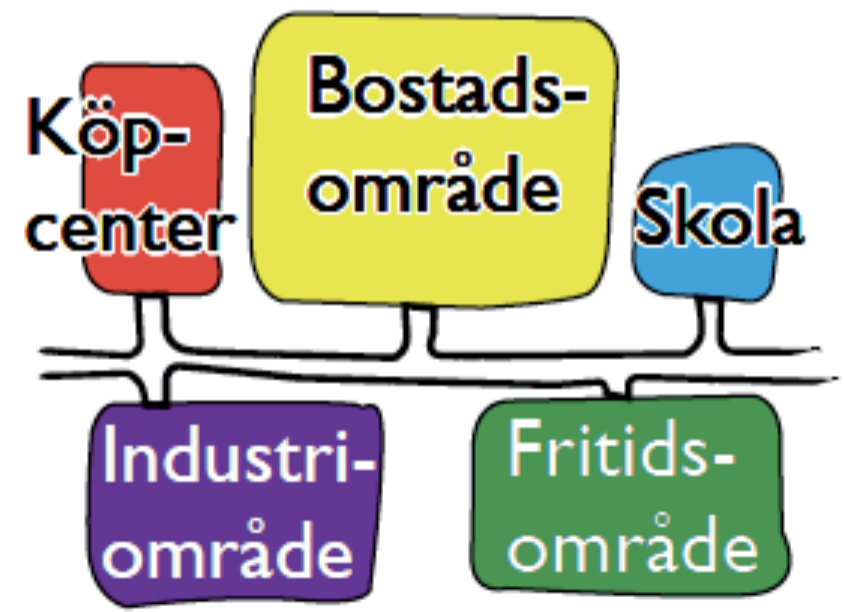 Köp-
center
Bostads-
område
Skola
Industri-
område
Fritids-
område